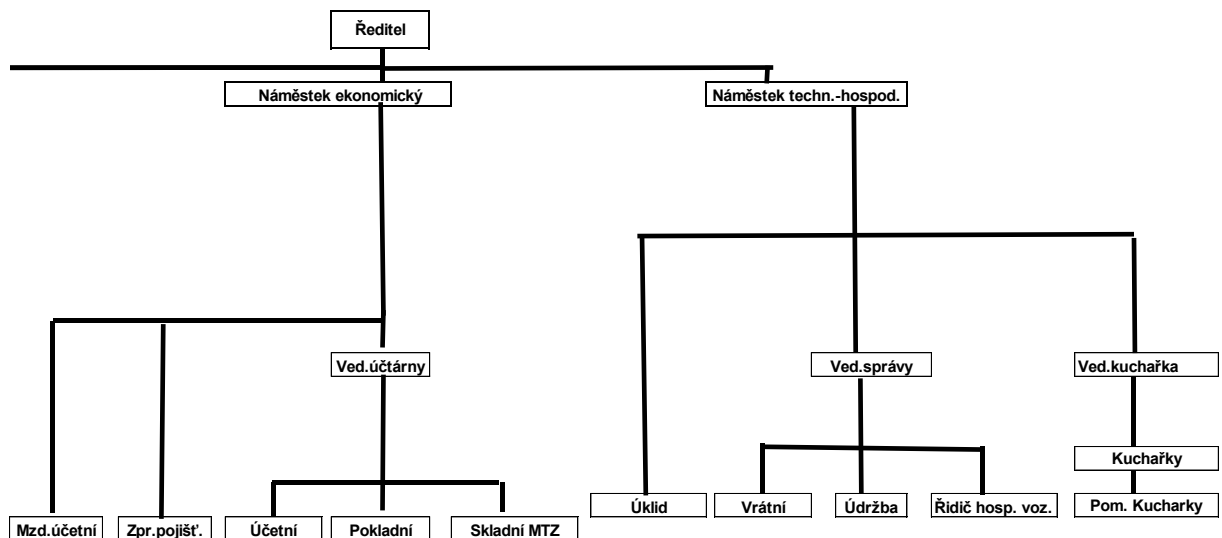 Ředitel
Náměstek ekonomický
Náměstek techn.-hospod.
Ved.účtárny
Ved.správy
Ved.kuchařka
Kuchařky
Úklid
Vrátní
Údržba
Řidič hosp. voz.
Pom. Kucharky
Mzd.účetní
Zpr.pojišť.
Účetní
Pokladní
Skladní MTZ